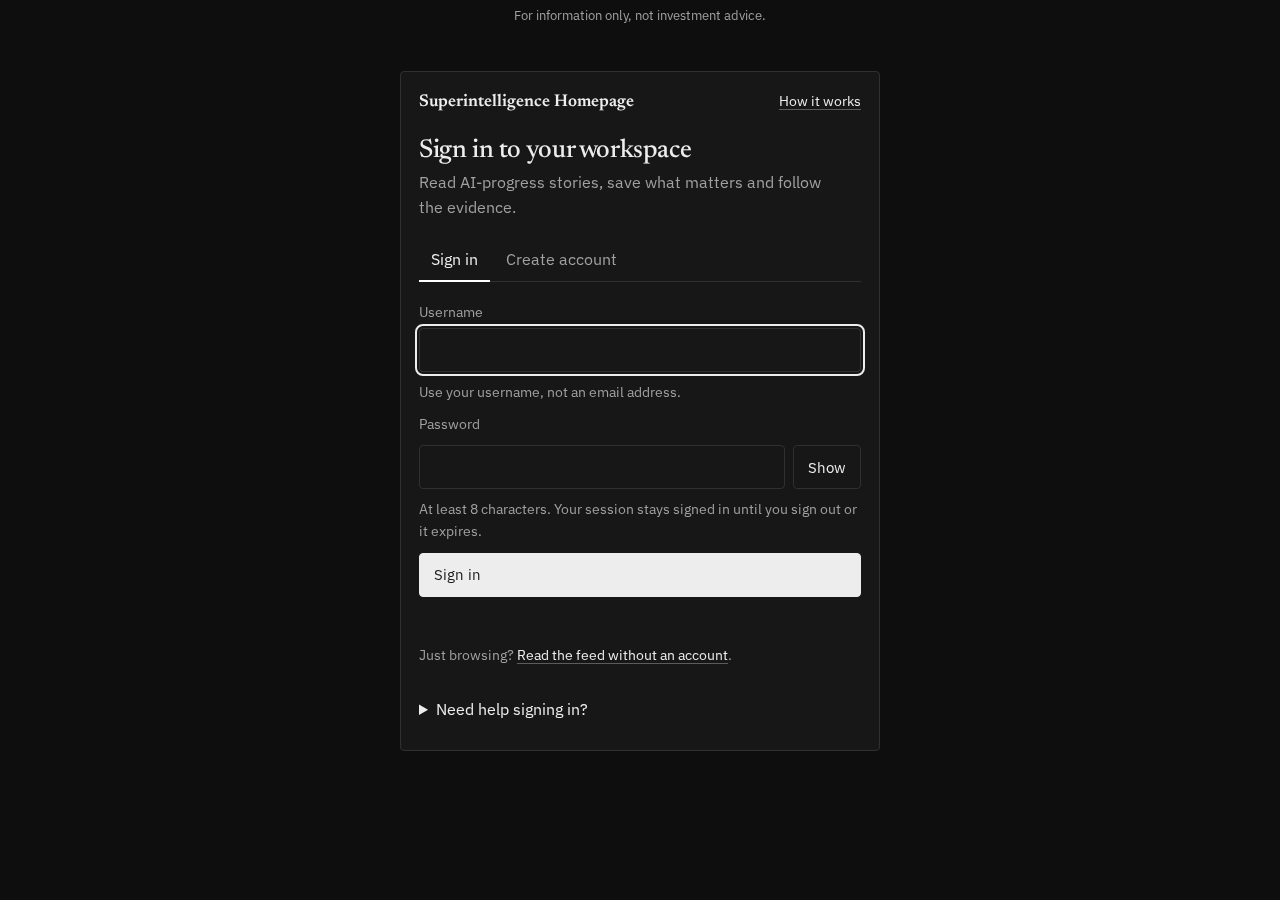 For information only, not investment advice.
Superintelligence Homepage
How it works
Sign in to your workspace
Read AI-progress stories, save what matters and follow
the evidence.
Sign in
Create account
Username
Use your username, not an email address.
Password
Show
At least 8 characters. Your session stays signed in until you sign out or
it expires.
Sign in
Just browsing? Read the feed without an account.
Need help signing in?